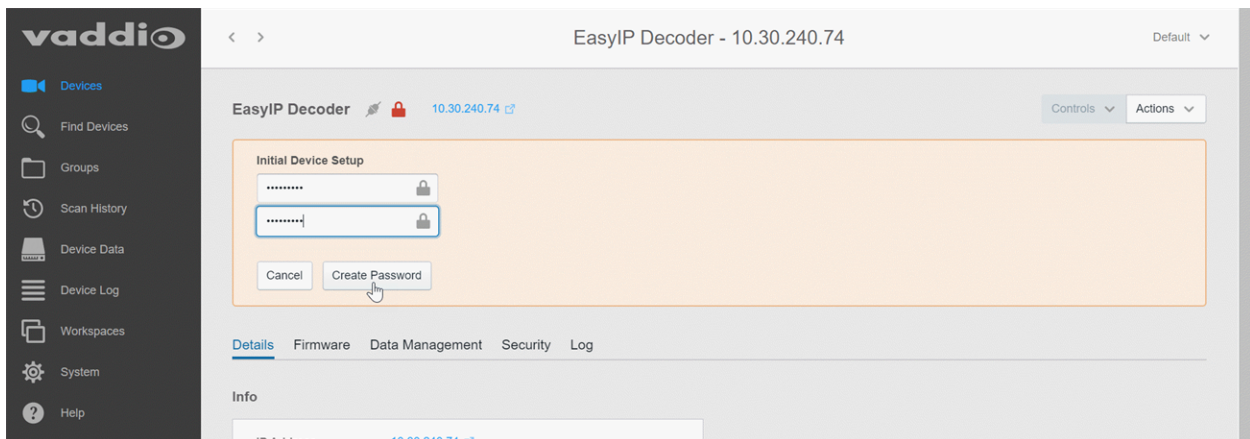 vaddio
EasyIP Decoder - 10.30.240.74
Default
Devices
Find Devices
Groups
Scan History
Device Data
Device Log
Workspaces
System
Help
EasyIP Decoder
10.30.240.74
Controls
Actions
Initial Device Setup
•••••••••
•••••••••
Cancel
Create Password
Details
Firmware
Data Management
Security
Log
Info